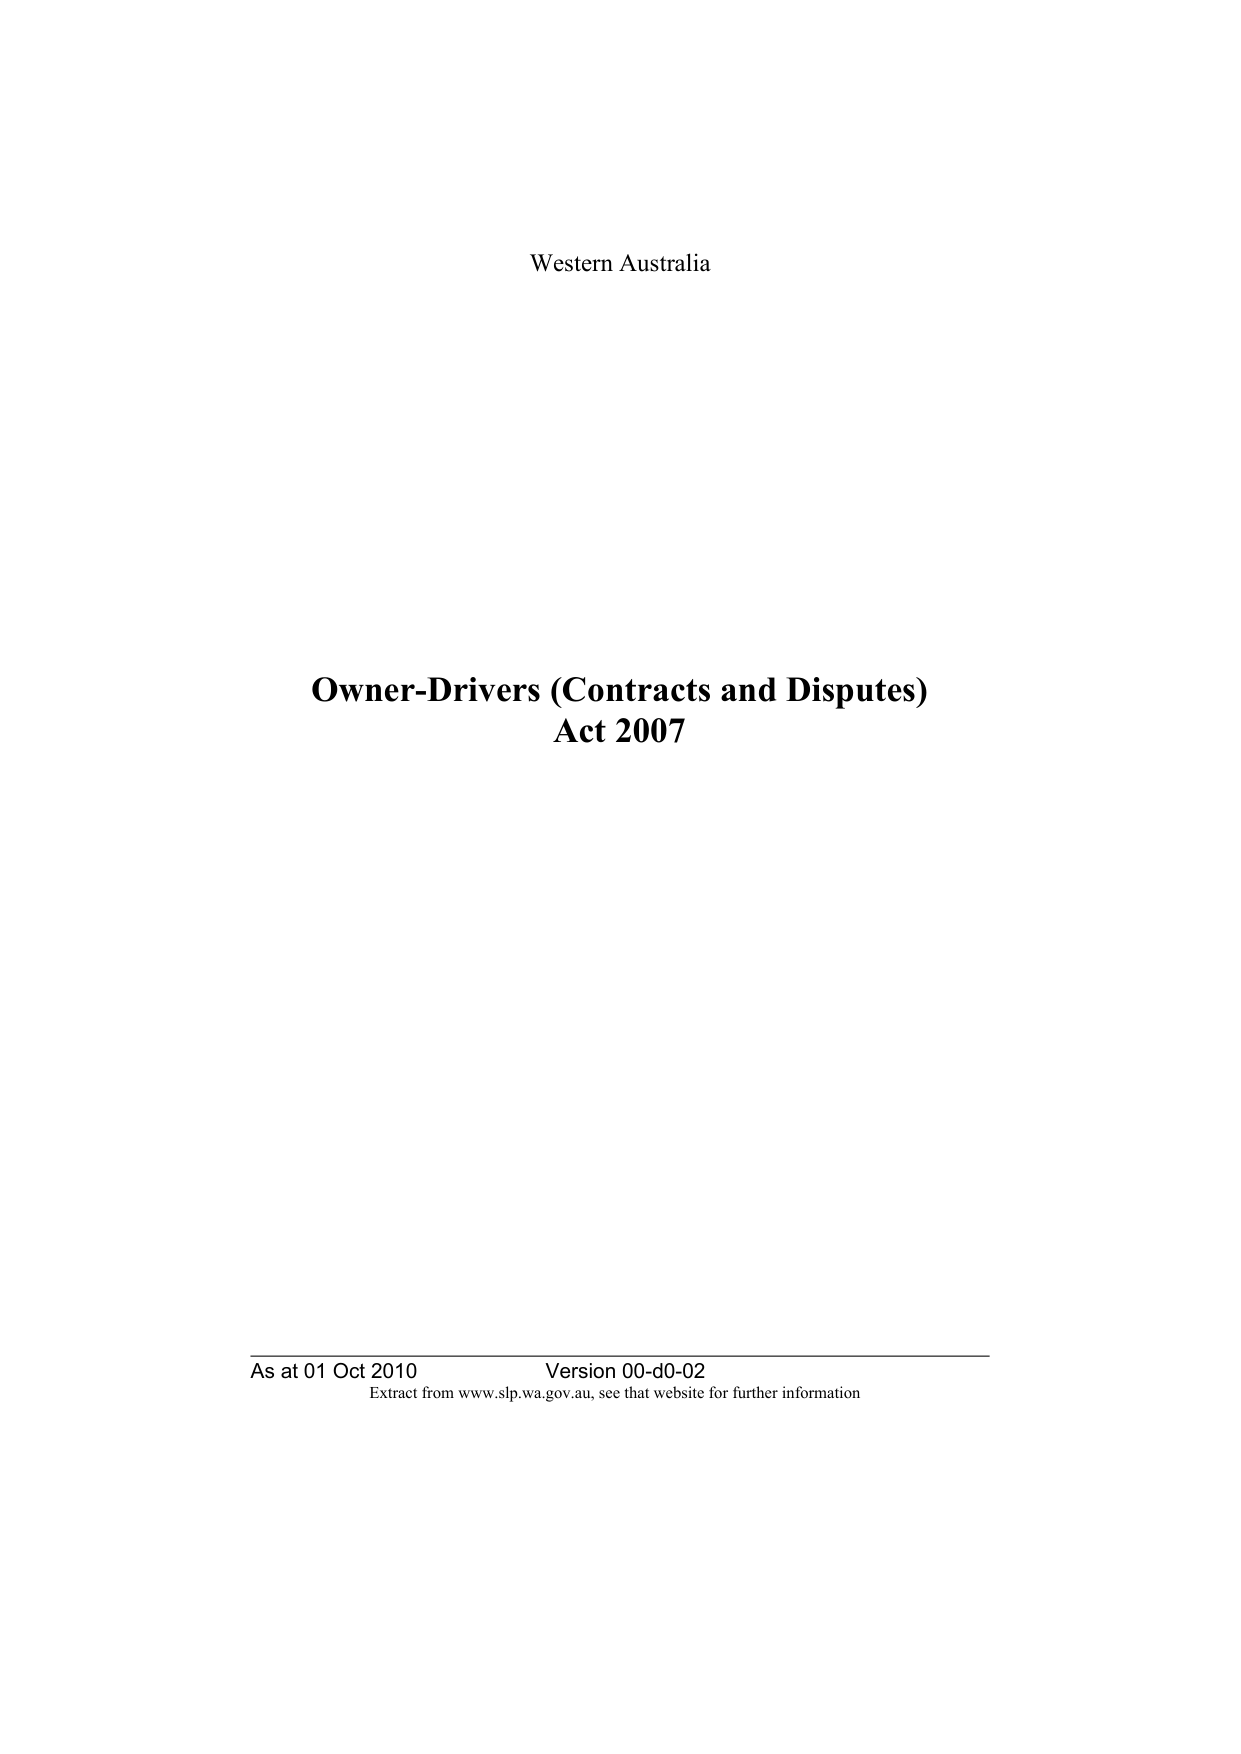 Western Australia
Owner-Drivers (Contracts and Disputes)
Act 2007
As at 01 Oct 2010 Version 00-d0-02
Extract from www.slp.wa.gov.au, see that website for further information